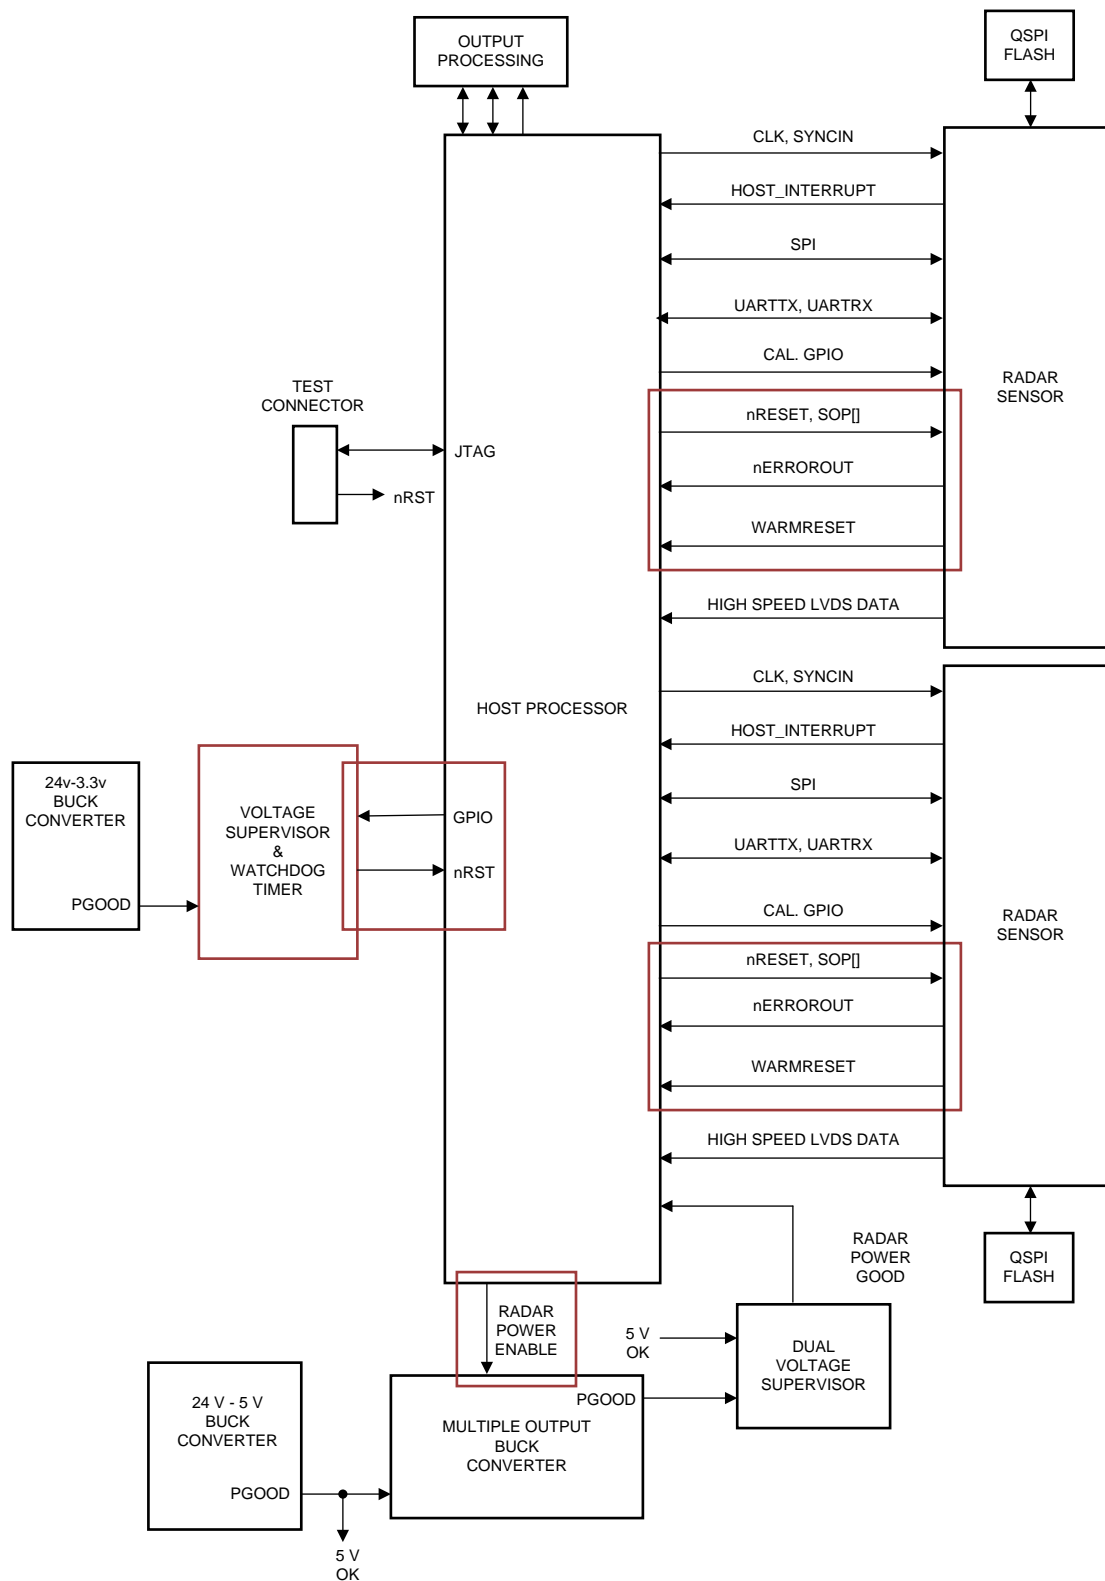 OUTPUT
PROCESSING
QSPI
FLASH
CLK, SYNCIN
HOST_INTERRUPT
SPI
UARTTX, UARTRX
CAL. GPIO
nRESET, SOP[]
nERROROUT
WARMRESET
HIGH SPEED LVDS DATA
RADAR
SENSOR
TEST
CONNECTOR
JTAG
nRST
HOST PROCESSOR
CLK, SYNCIN
HOST_INTERRUPT
SPI
UARTTX, UARTRX
CAL. GPIO
nRESET, SOP[]
nERROROUT
WARMRESET
HIGH SPEED LVDS DATA
RADAR
SENSOR
24v-3.3v
BUCK
CONVERTER
PGOOD
VOLTAGE
SUPERVISOR
&
WATCHDOG
TIMER
GPIO
nRST
RADAR
POWER
GOOD
QSPI
FLASH
RADAR
POWER
ENABLE
5 V
OK
DUAL
VOLTAGE
SUPERVISOR
24 V - 5 V
BUCK
CONVERTER
PGOOD
PGOOD
MULTIPLE OUTPUT
BUCK
CONVERTER
5 V
OK